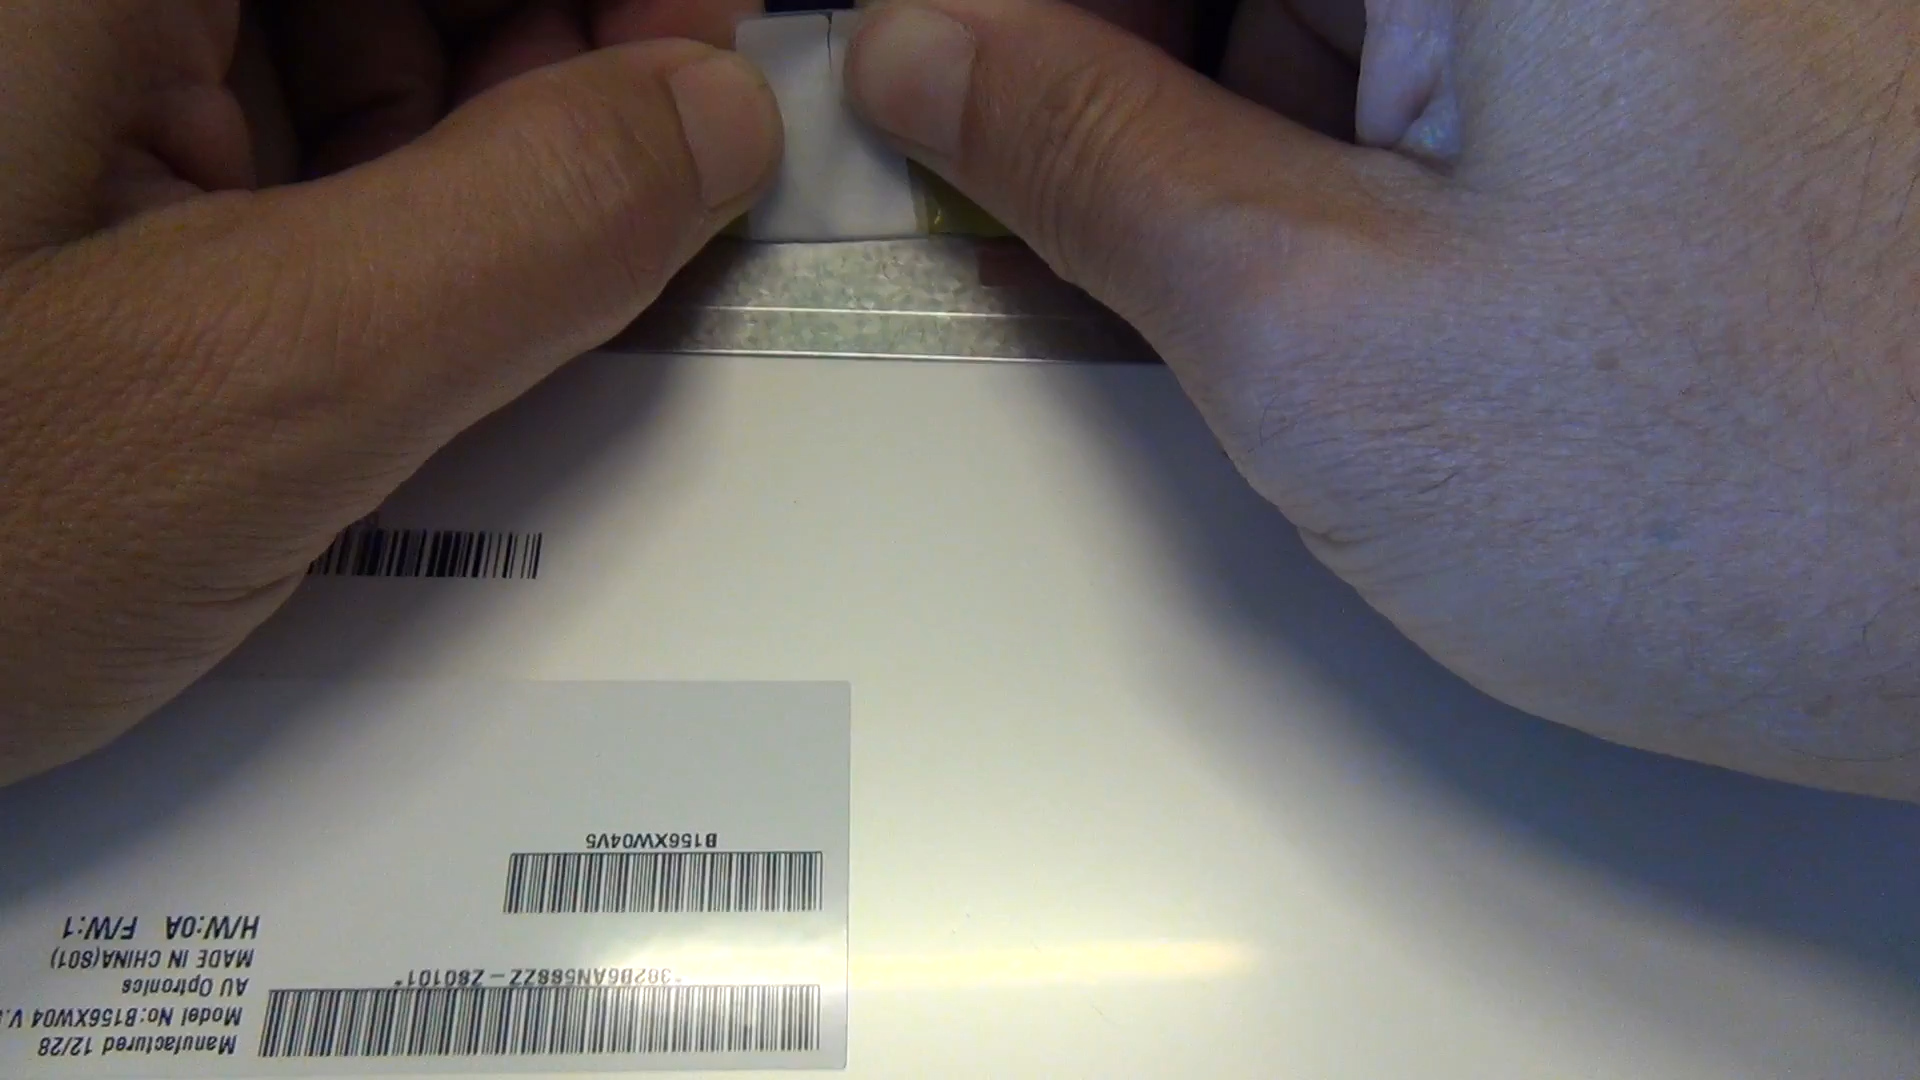 Manufactured 12/28
Model No:B156XW04 V.
AU Optronics
MADE IN CHINA(S01)
H/W:0A F/W:1
B156XW04V5